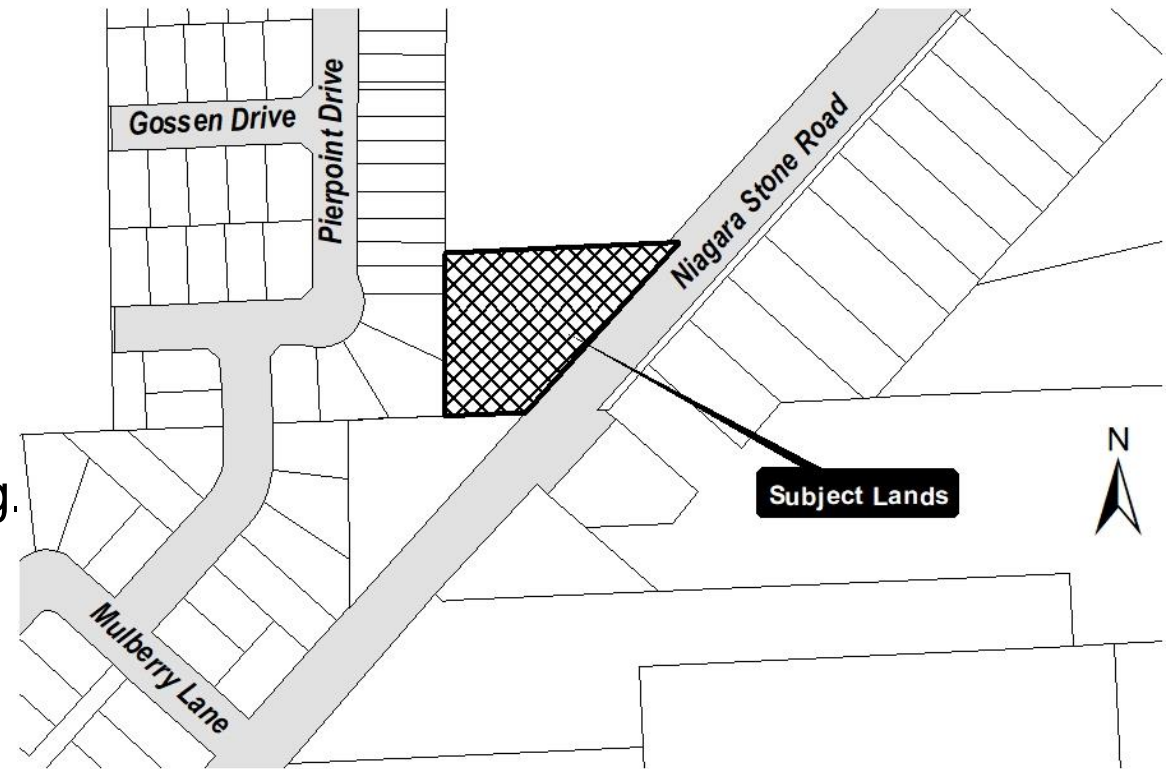 Gossen Drive
Pierpoint Drive
Niagara Stone Road
N
Subject Lands
g.
Mulberry Lane